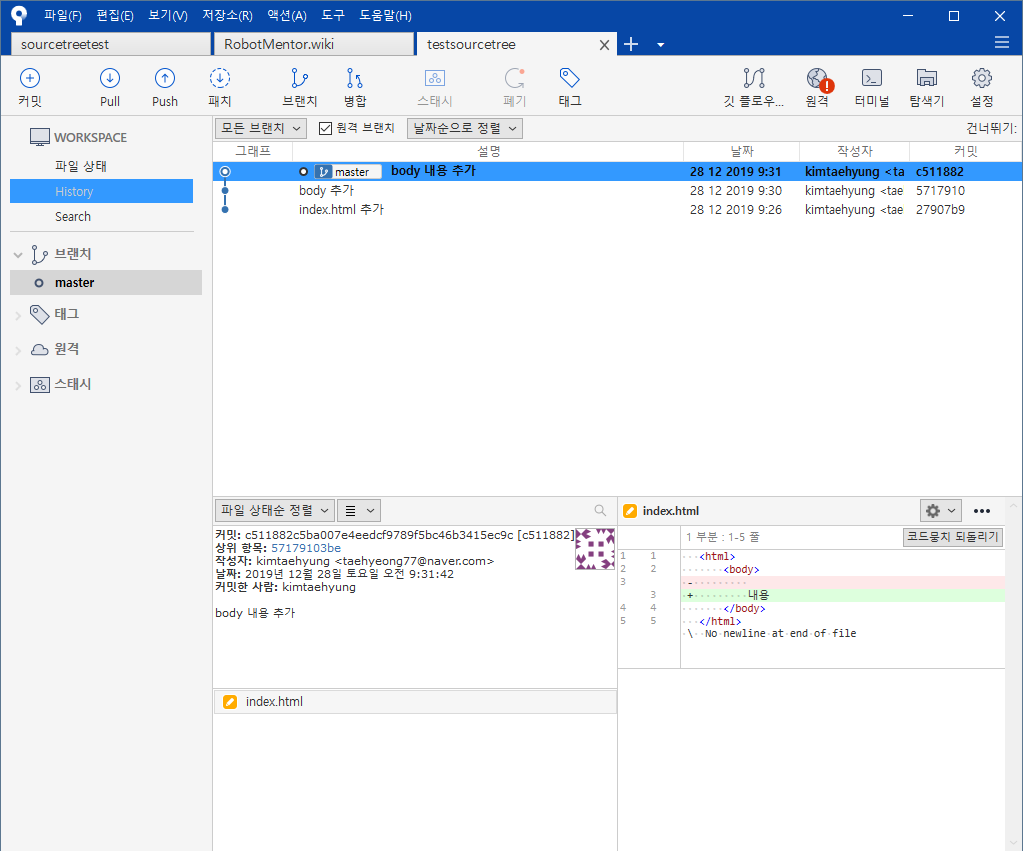 파일(F) 편집(E) 보기(V) 저장소(R) 액션(A) 도구 도움말(H)
sourcetreetest RobotMentor.wiki testsourcetree
커밋 Pull Push 패치 브랜치 병합 스태시 폐기 태그 깃 플로우... 원격 터미널 탐색기 설정
WORKSPACE
파일 상태
History
Search
브랜치
master
태그
원격
스태시
모든 브랜치 원격 브랜치 날짜순으로 정렬 건너뛰기:
그래프 설명 날짜 작성자 커밋
master body 내용 추가 28 12 2019 9:31 kimtaehyung <ta c511882
body 추가 28 12 2019 9:30 kimtaehyung <tae 5717910
index.html 추가 28 12 2019 9:26 kimtaehyung <tae 27907b9
파일 상태순 정렬
커밋: c511882c5ba007e4eedcf9789f5bc46b3415ec9c [c511882]
상위 항목: 57179103be
작성자: kimtaehyung <taehyeong77@naver.com>
날짜: 2019년 12월 28일 토요일 오전 9:31:42
커밋한 사람: kimtaehyung
body 내용 추가
index.html
index.html
1 부분 : 1-5 줄 코드뭉치 되돌리기
1 1 <html>
2 2 <body>
3 -
3 + 내용
4 4 </body>
5 5 </html>
\ No newline at end of file